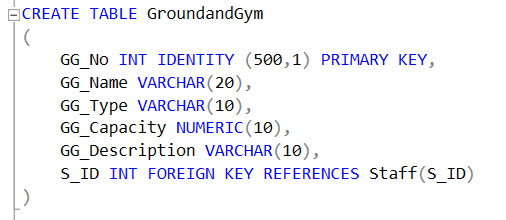 CREATE TABLE GroundandGym
(
GG_No INT IDENTITY (500,1) PRIMARY KEY,
GG_Name VARCHAR(20),
GG_Type VARCHAR(10),
GG_Capacity NUMERIC(10),
GG_Description VARCHAR(10),
S_ID INT FOREIGN KEY REFERENCES Staff(S_ID)
)